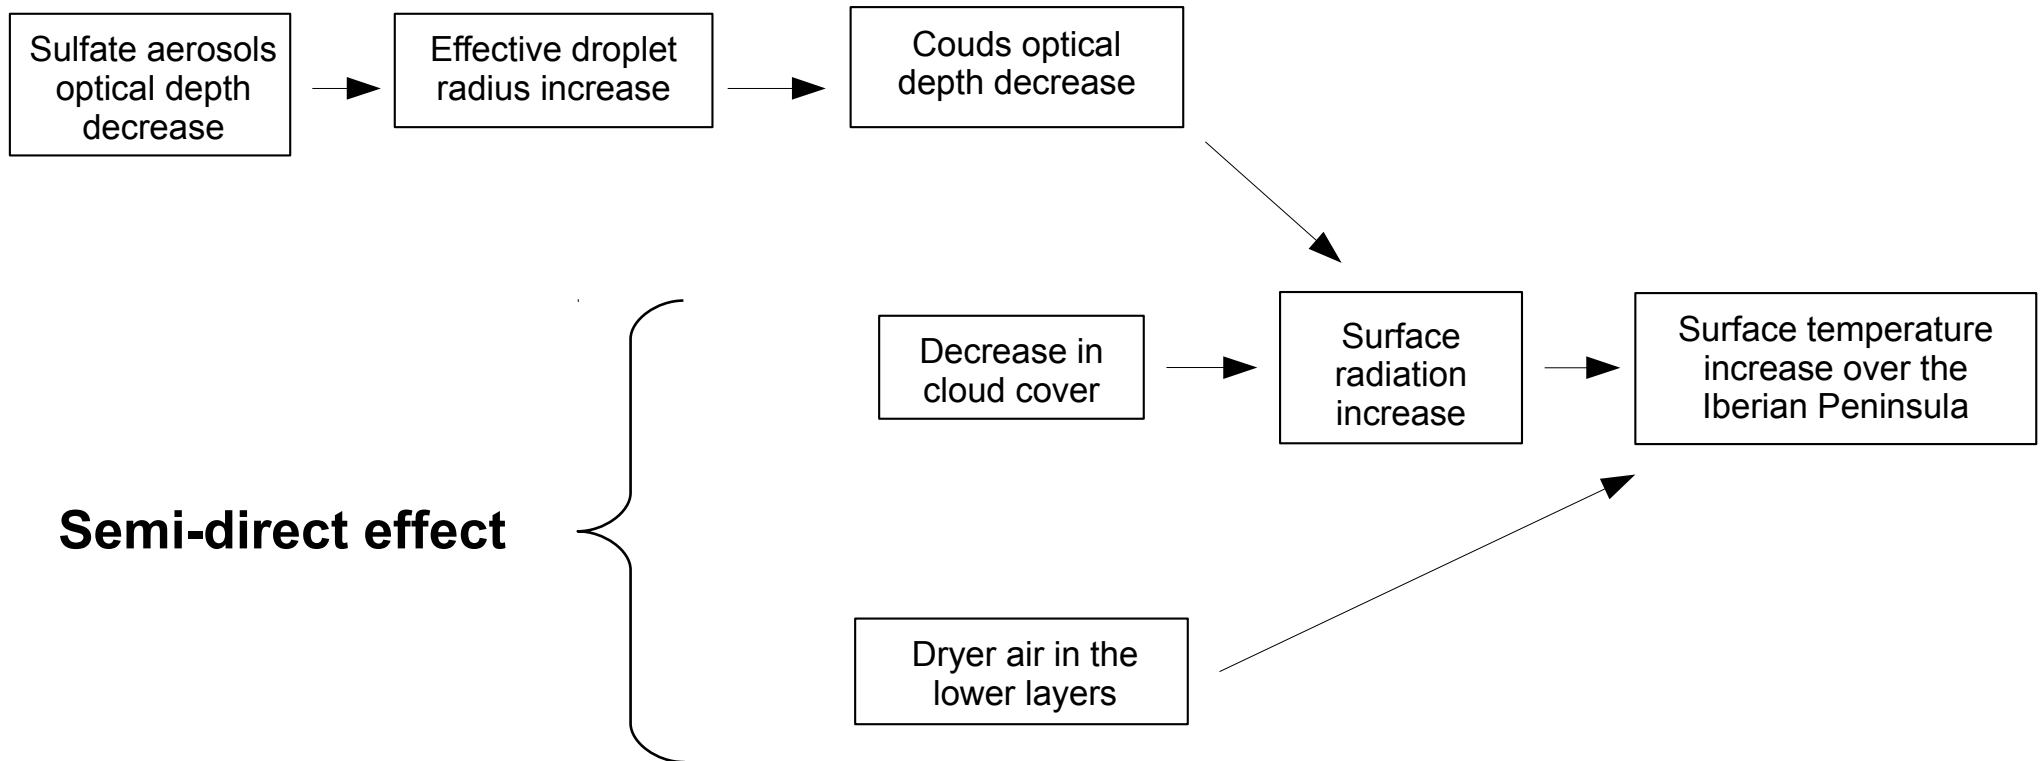 Sulfate aerosols
optical depth
decrease
Effective droplet
radius increase
Couds optical
depth decrease
Decrease in
cloud cover
Surface
radiation
increase
Surface temperature
increase over the
Iberian Peninsula
Semi-direct effect
Dryer air in the
lower layers